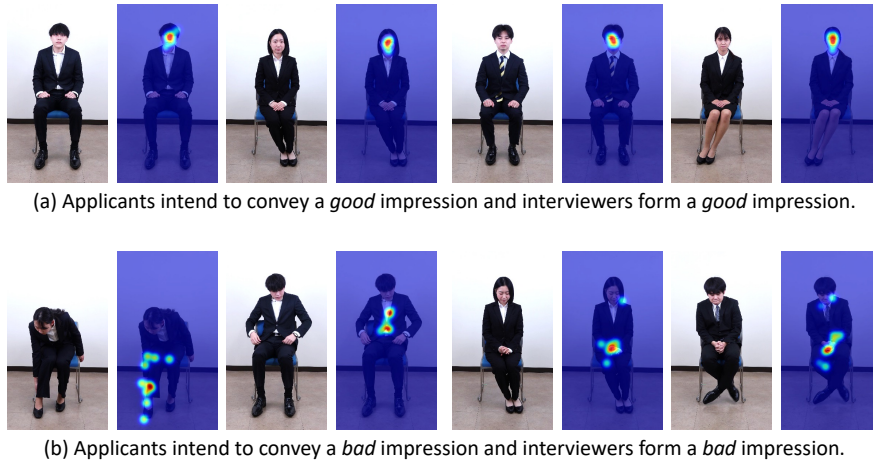 (a) Applicants intend to convey a good impression and interviewers form a good impression.
(b) Applicants intend to convey a bad impression and interviewers form a bad impression.